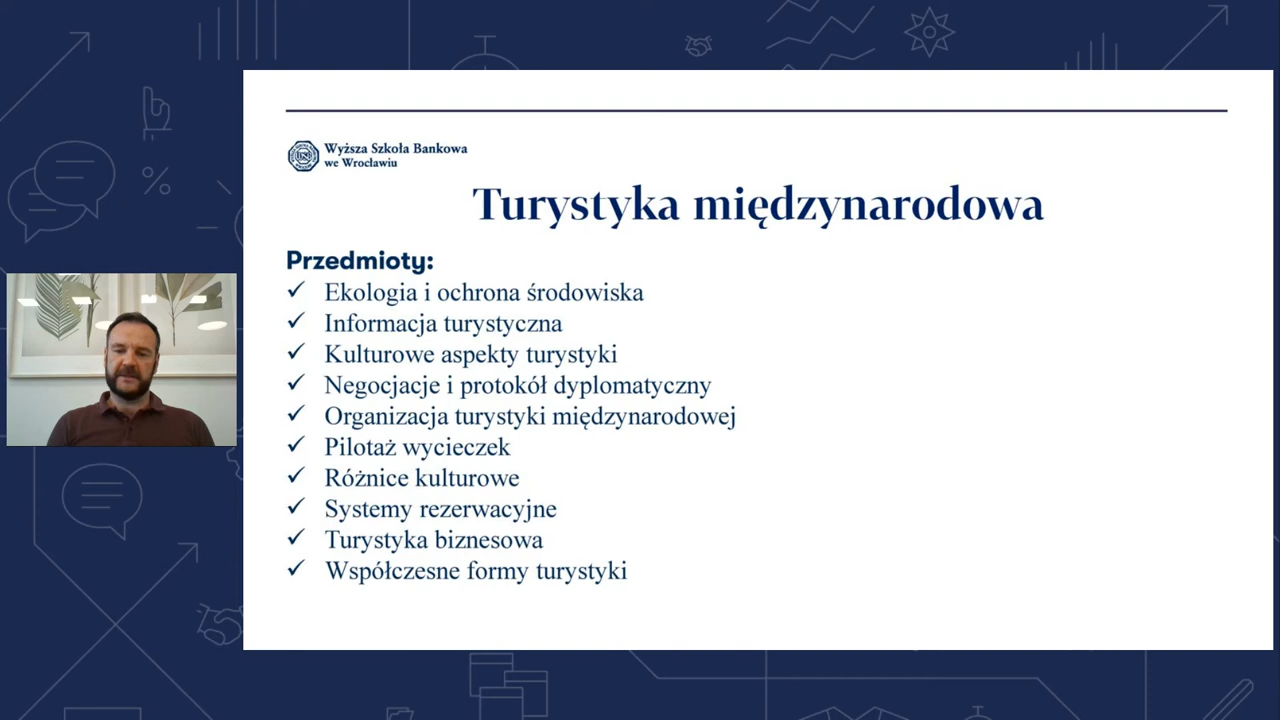 Wyższa Szkoła Bankowa
we Wrocławiu
Turystyka międzynarodowa
Przedmioty:
✓ Ekologia i ochrona środowiska
✓ Informacja turystyczna
✓ Kulturowe aspekty turystyki
✓ Negocjacje i protokół dyplomatyczny
✓ Organizacja turystyki międzynarodowej
✓ Pilotaż wycieczek
✓ Różnice kulturowe
✓ Systemy rezerwacyjne
✓ Turystyka biznesowa
✓ Współczesne formy turystyki